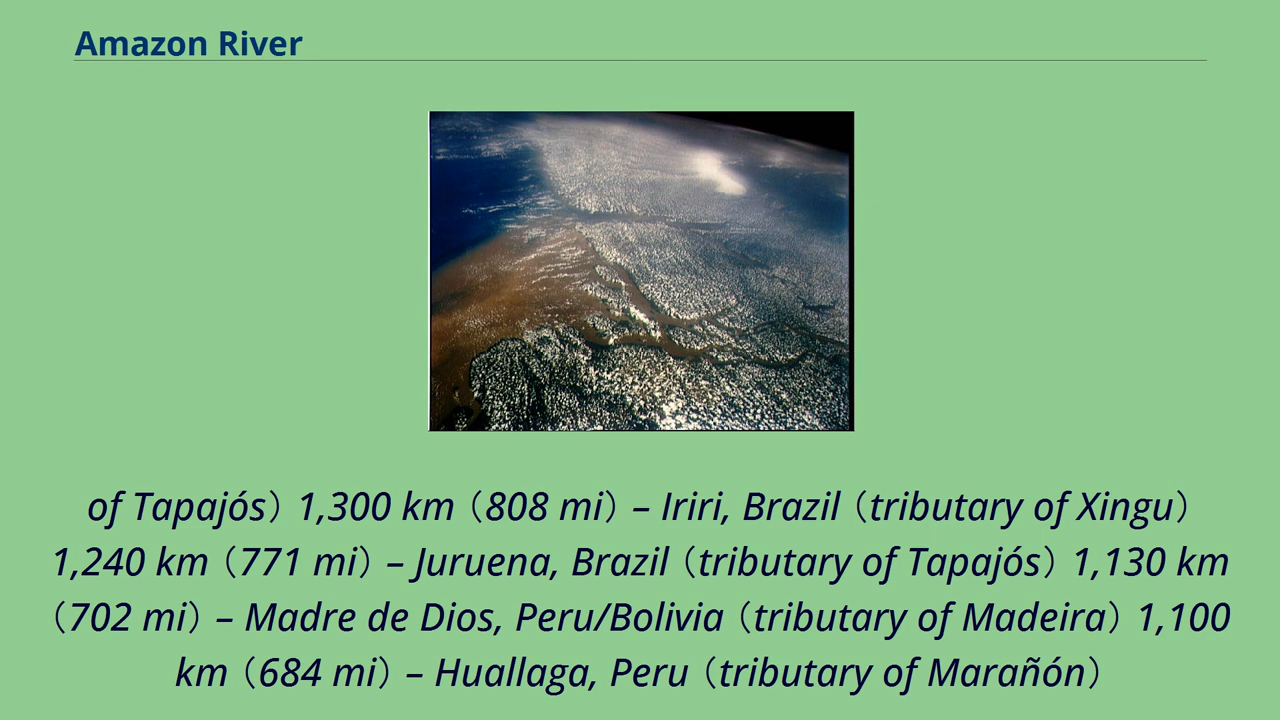 Amazon River
of Tapajós） 1,300 km （808 mi） – Iriri, Brazil （tributary of Xingu）
1,240 km （771 mi） – Juruena, Brazil （tributary of Tapajós） 1,130 km
（702 mi） – Madre de Dios, Peru/Bolivia （tributary of Madeira） 1,100
km （684 mi） – Huallaga, Peru （tributary of Marañón）